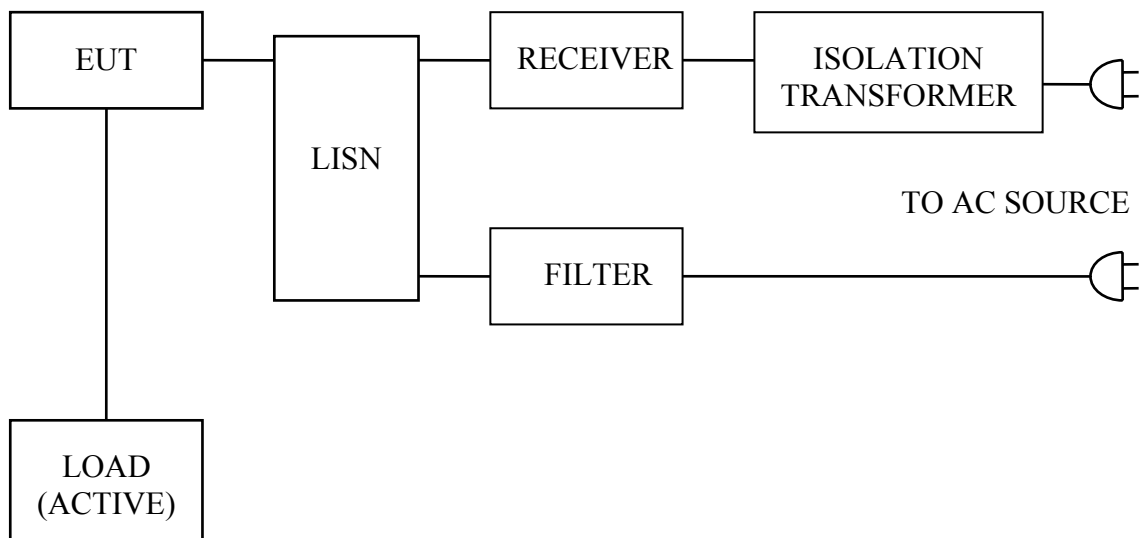 EUT
RECEIVER
ISOLATION
TRANSFORMER
LISN
TO AC SOURCE
FILTER
LOAD
(ACTIVE)